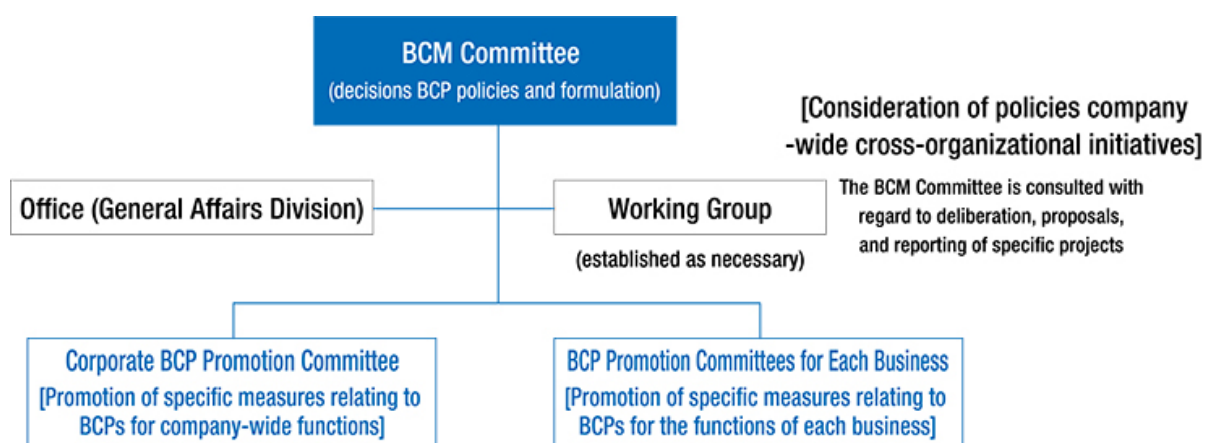 BCM Committee
(decisions BCP policies and formulation)
[Consideration of policies company
-wide cross-organizational initiatives]
Office (General Affairs Division)
Working Group
(established as necessary)
The BCM Committee is consulted with
regard to deliberation, proposals,
and reporting of specific projects
Corporate BCP Promotion Committee
[Promotion of specific measures relating to
BCPs for company-wide functions]
BCP Promotion Committees for Each Business
[Promotion of specific measures relating to
BCPs for the functions of each business]